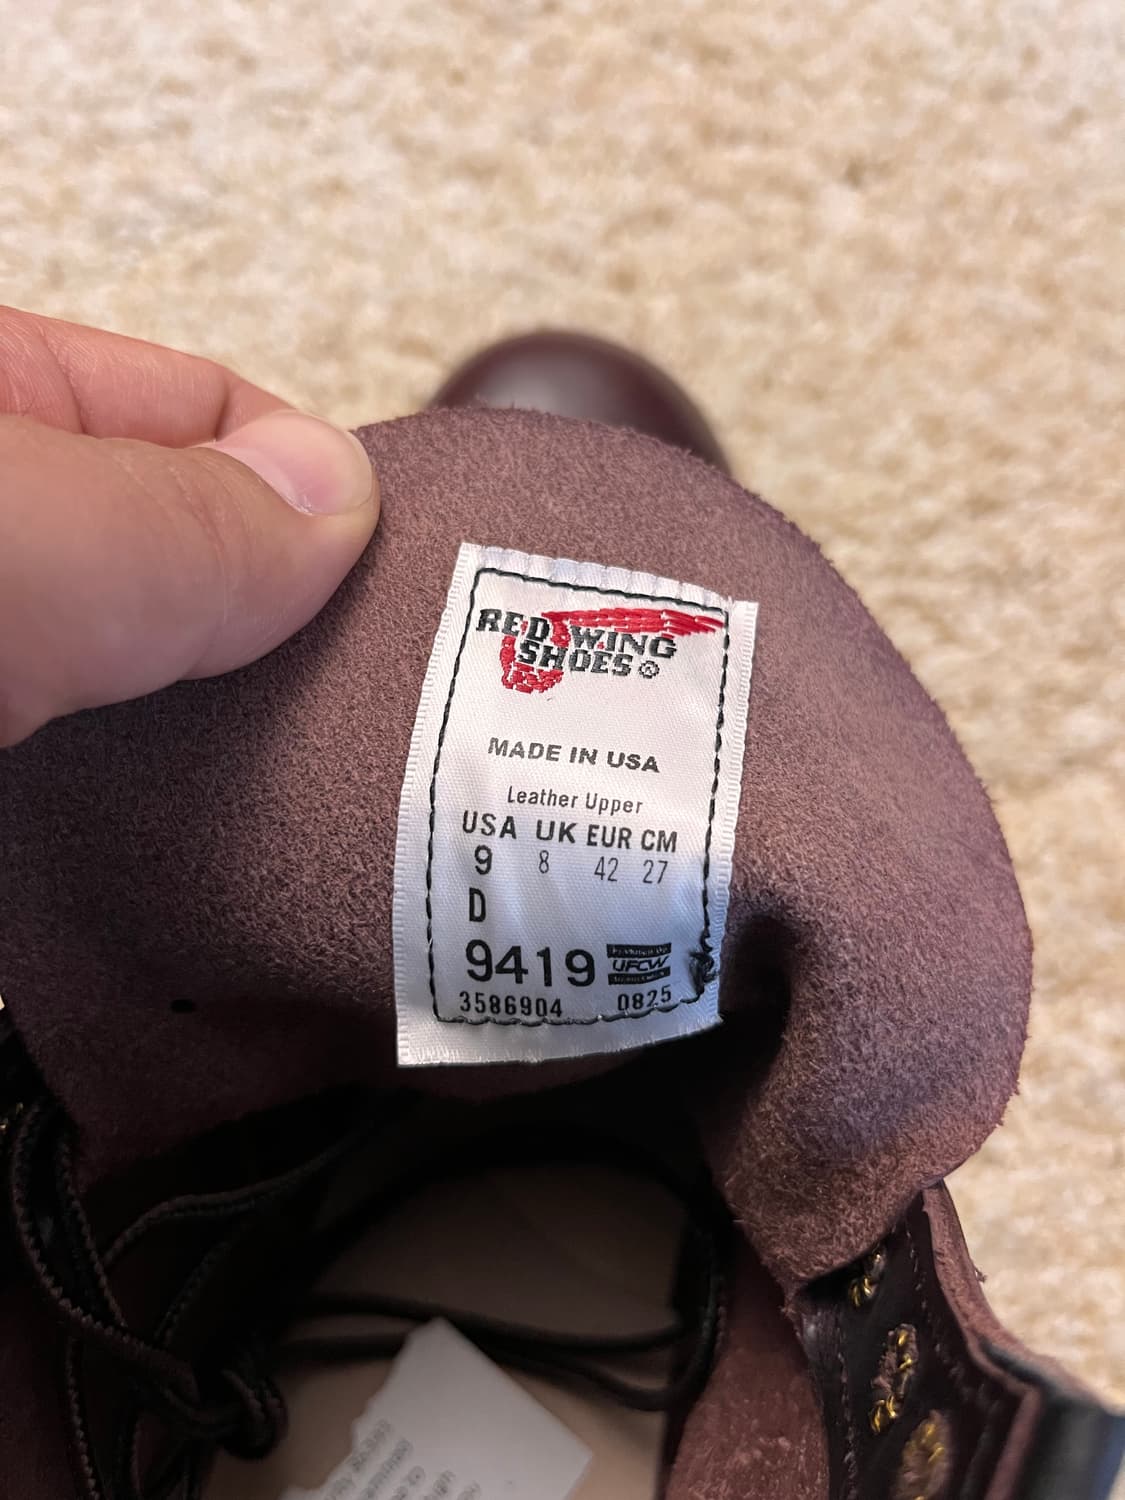 RED WING
SHOES®
MADE IN USA
Leather Upper
USA UK EUR CM
9 8 42 27
D
9419 UFCW
3586904 0825